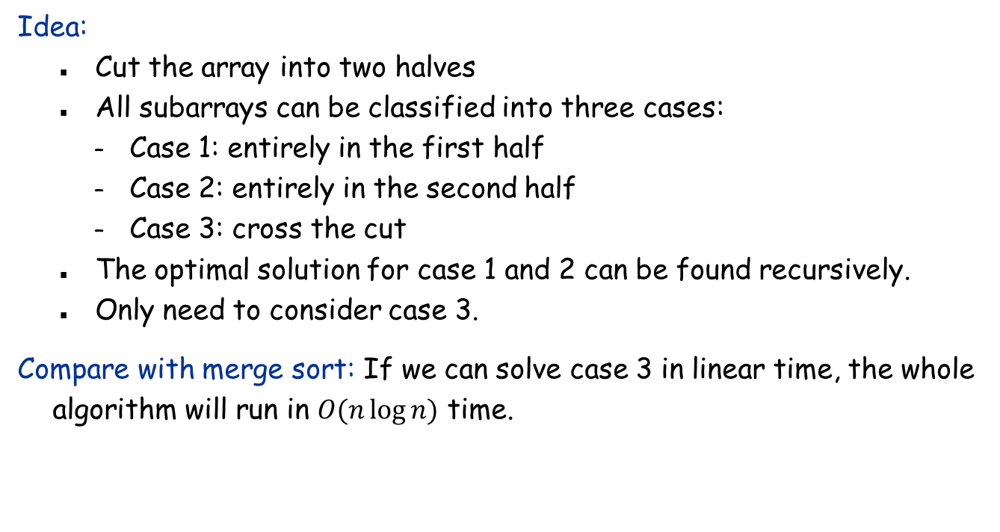 Idea:
▪ Cut the array into two halves
▪ All subarrays can be classified into three cases:
- Case 1: entirely in the first half
- Case 2: entirely in the second half
- Case 3: cross the cut
▪ The optimal solution for case 1 and 2 can be found recursively.
▪ Only need to consider case 3.
Compare with merge sort: If we can solve case 3 in linear time, the whole
algorithm will run in O(n log n) time.